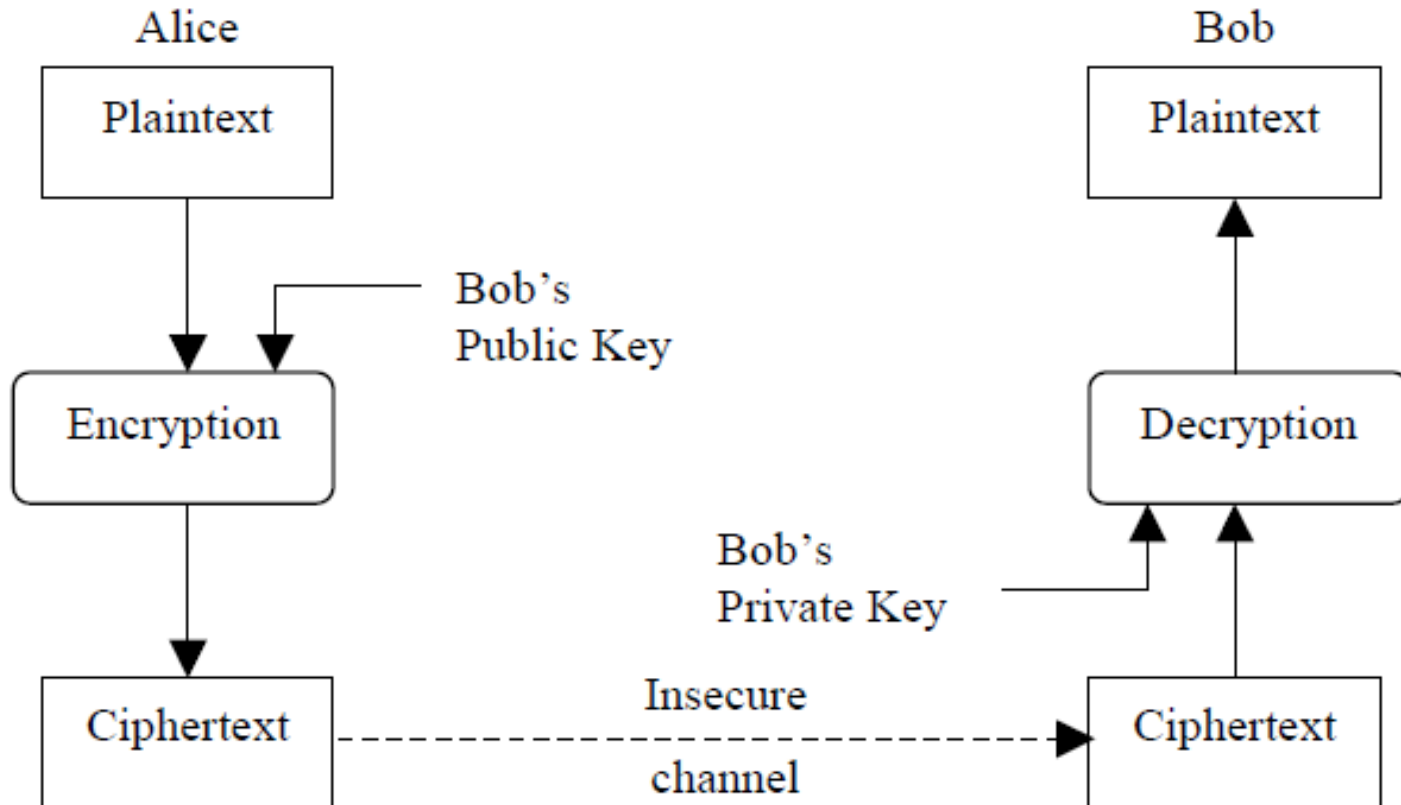 Alice
Bob
Plaintext
Plaintext
Bob’s
Public Key
Encryption
Decryption
Bob’s
Private Key
Ciphertext
Insecure
channel
Ciphertext